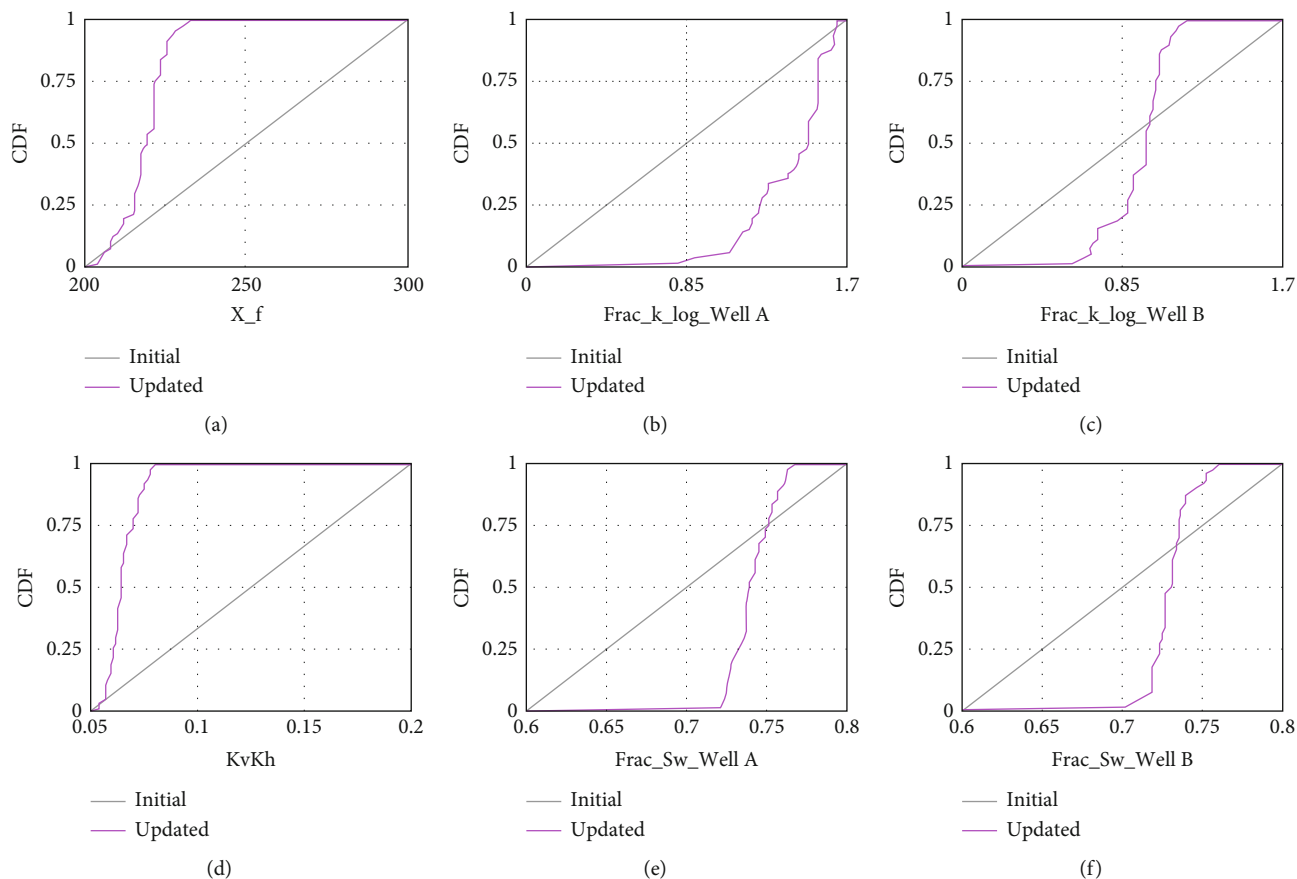 1
0.75
0.5
0.25
0
CDF
200
250
300
X_f
Initial
Updated
(a)
1
0.75
0.5
0.25
0
CDF
0
0.85
1.7
Frac_k_log_Well A
Initial
Updated
(b)
1
0.75
0.5
0.25
0
CDF
0
0.85
1.7
Frac_k_log_Well B
Initial
Updated
(c)
1
0.75
0.5
0.25
0
CDF
0.05
0.1
0.15
0.2
KvKh
Initial
Updated
(d)
1
0.75
0.5
0.25
0
CDF
0.6
0.65
0.7
0.75
0.8
Frac_Sw_Well A
Initial
Updated
(e)
1
0.75
0.5
0.25
0
CDF
0.6
0.65
0.7
0.75
0.8
Frac_Sw_Well B
Initial
Updated
(f)